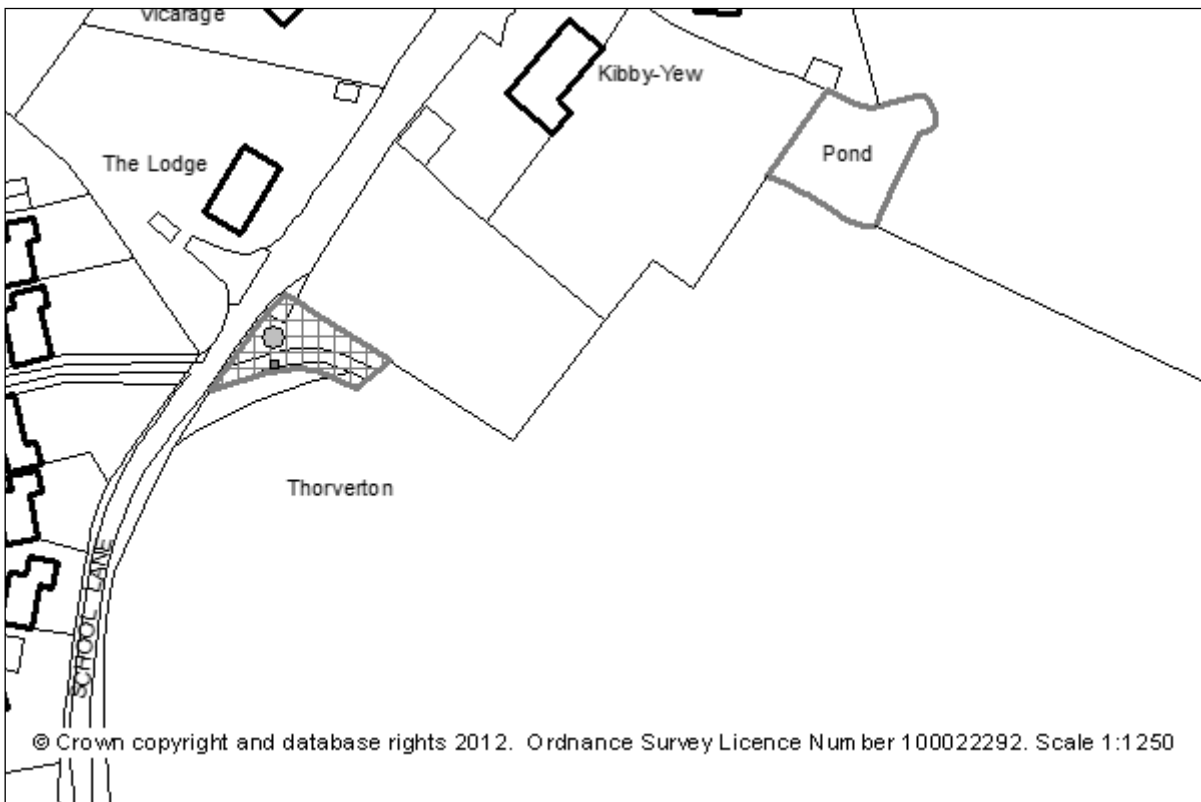 Vicarage
Kibby-Yew
The Lodge
Pond
Thorverton
SCHOOL LANE
© Crown copyright and database rights 2012. Ordnance Survey Licence Number 100022292. Scale 1:1250